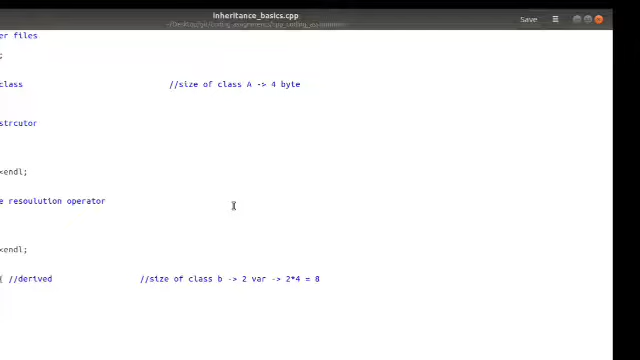 inheritance_basics.cpp
Save
er files
;
class //size of class A -> 4 byte
strcutor
<endl;
e resoulution operator
<endl;
{ //derived //size of class b -> 2 var -> 2*4 = 8